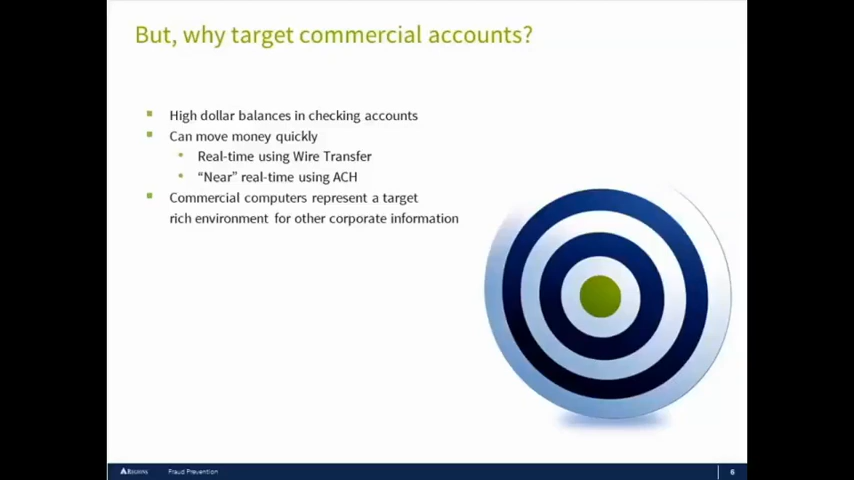 But, why target commercial accounts?
High dollar balances in checking accounts
Can move money quickly
Real-time using Wire Transfer
“Near” real-time using ACH
Commercial computers represent a target
rich environment for other corporate information
REGIONS
Fraud Prevention
6